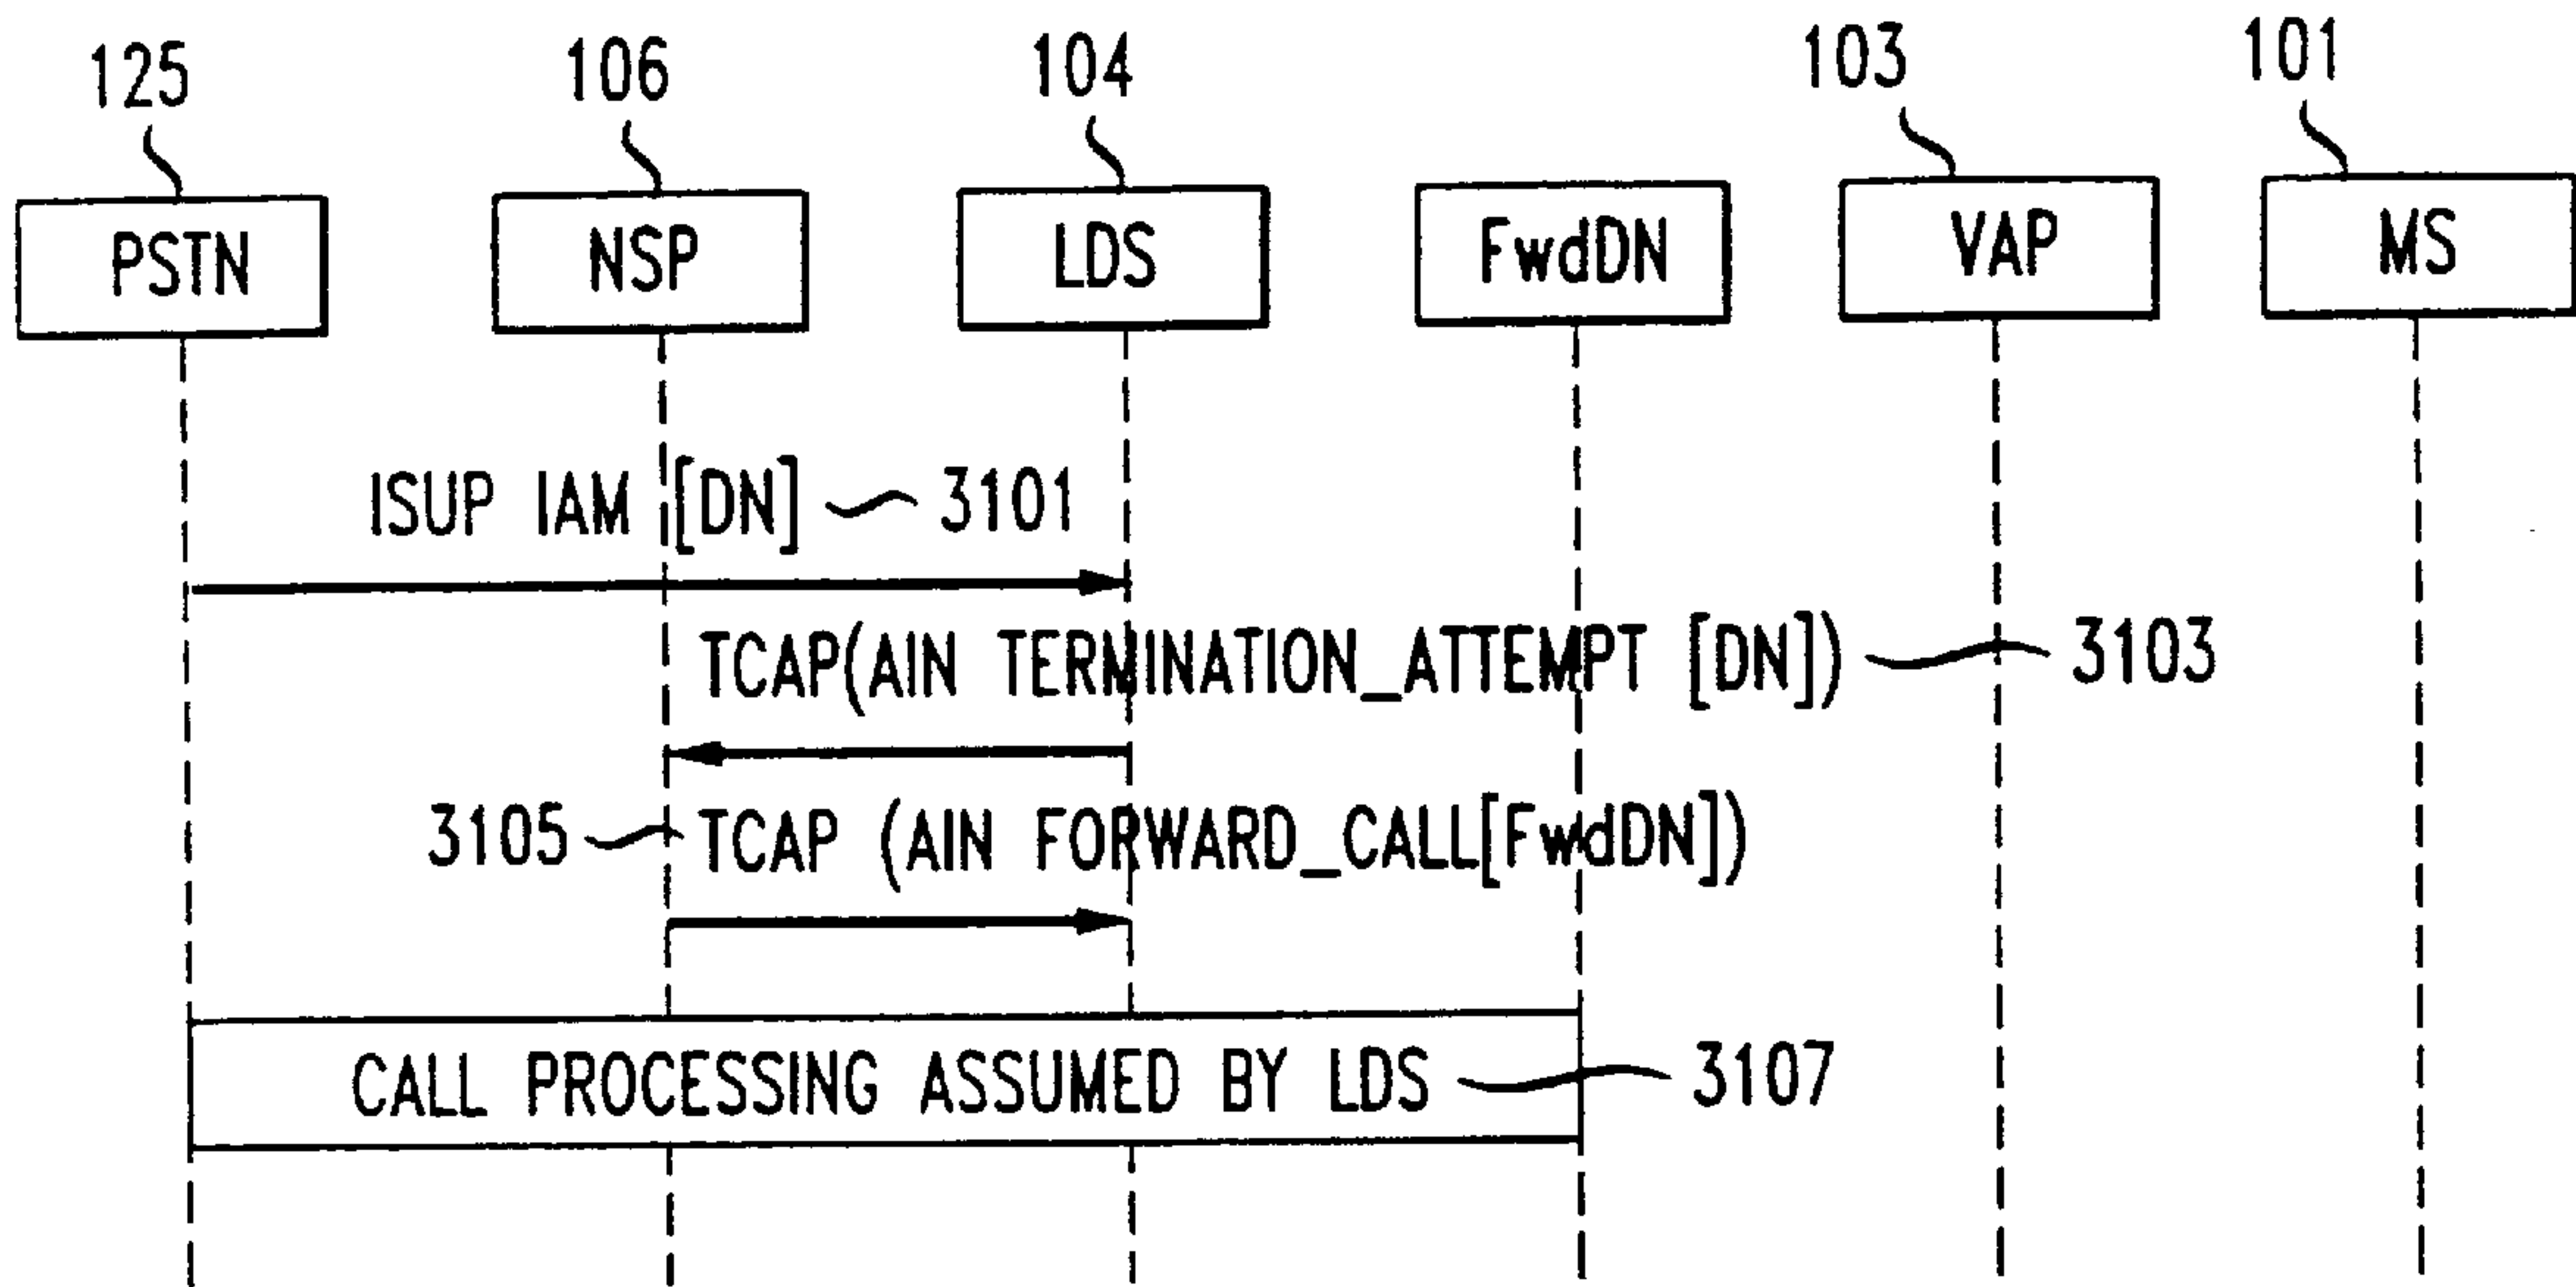 125 106 104 103 101
PSTN NSP LDS FwdDN VAP MS
ISUP IAM [DN] 3101
TCAP(AIN TERMINATION_ATTEMPT [DN]) 3103
3105 TCAP (AIN FORWARD_CALL[FwdDN])
CALL PROCESSING ASSUMED BY LDS 3107